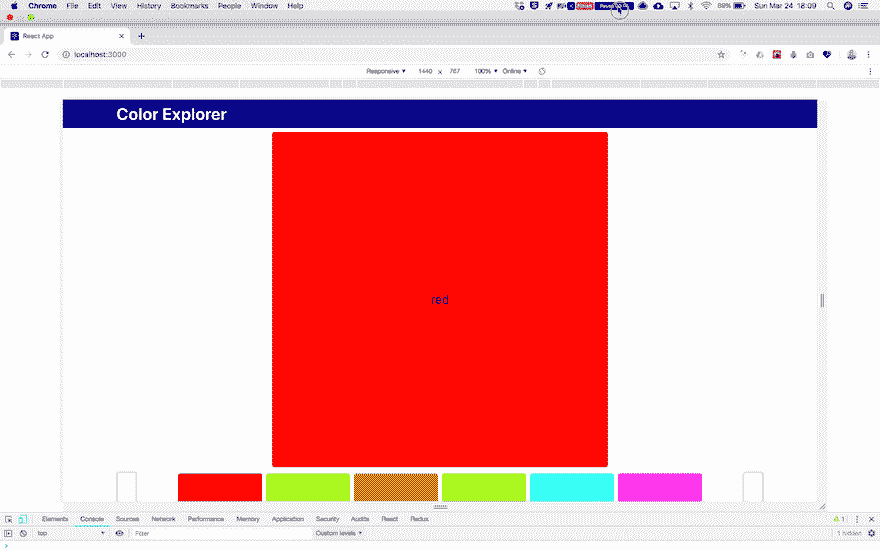 Chrome File Edit View History Bookmarks People Window Help 89% Sun Mar 24 18:09
React App
localhost:3000
Responsive 1440 x 767 100% Online
Color Explorer
red
Elements Console Sources Network Performance Memory Application Security Audits React Redux 1
top Filter Custom levels 1 hidden